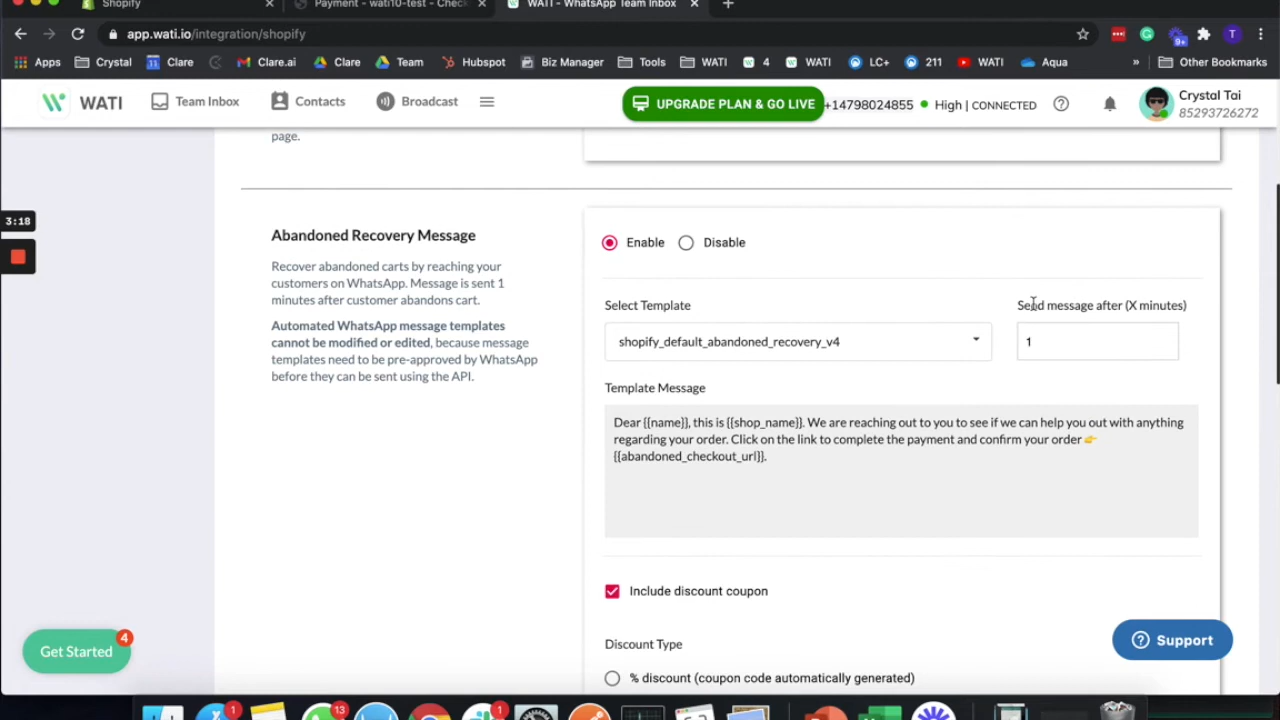 Shopify
Payment - wati10-test - Check
WATI - WhatsApp Team Inbox
app.wati.io/integration/shopify
9+
T
Apps
Crystal
Clare
Clare.ai
Clare
Team
Hubspot
Biz Manager
Tools
WATI
4
WATI
LC+
211
WATI
Aqua
»
Other Bookmarks
WATI
Team Inbox
Contacts
Broadcast
UPGRADE PLAN & GO LIVE
+14798024855
High | CONNECTED
Crystal Tai
85293726272
page.
3:18
Abandoned Recovery Message
Recover abandoned carts by reaching your
customers on WhatsApp. Message is sent 1
minutes after customer abandons cart.
Automated WhatsApp message templates
cannot be modified or edited, because message
templates need to be pre-approved by WhatsApp
before they can be sent using the API.
Enable
Disable
Select Template
Send message after (X minutes)
shopify_default_abandoned_recovery_v4
1
Template Message
Dear {{name}}, this is {{shop_name}}. We are reaching out to you to see if we can help you out with anything
regarding your order. Click on the link to complete the payment and confirm your order 👉
{{abandoned_checkout_url}}.
Include discount coupon
Discount Type
% discount (coupon code automatically generated)
Get Started
4
Support
1
13
1